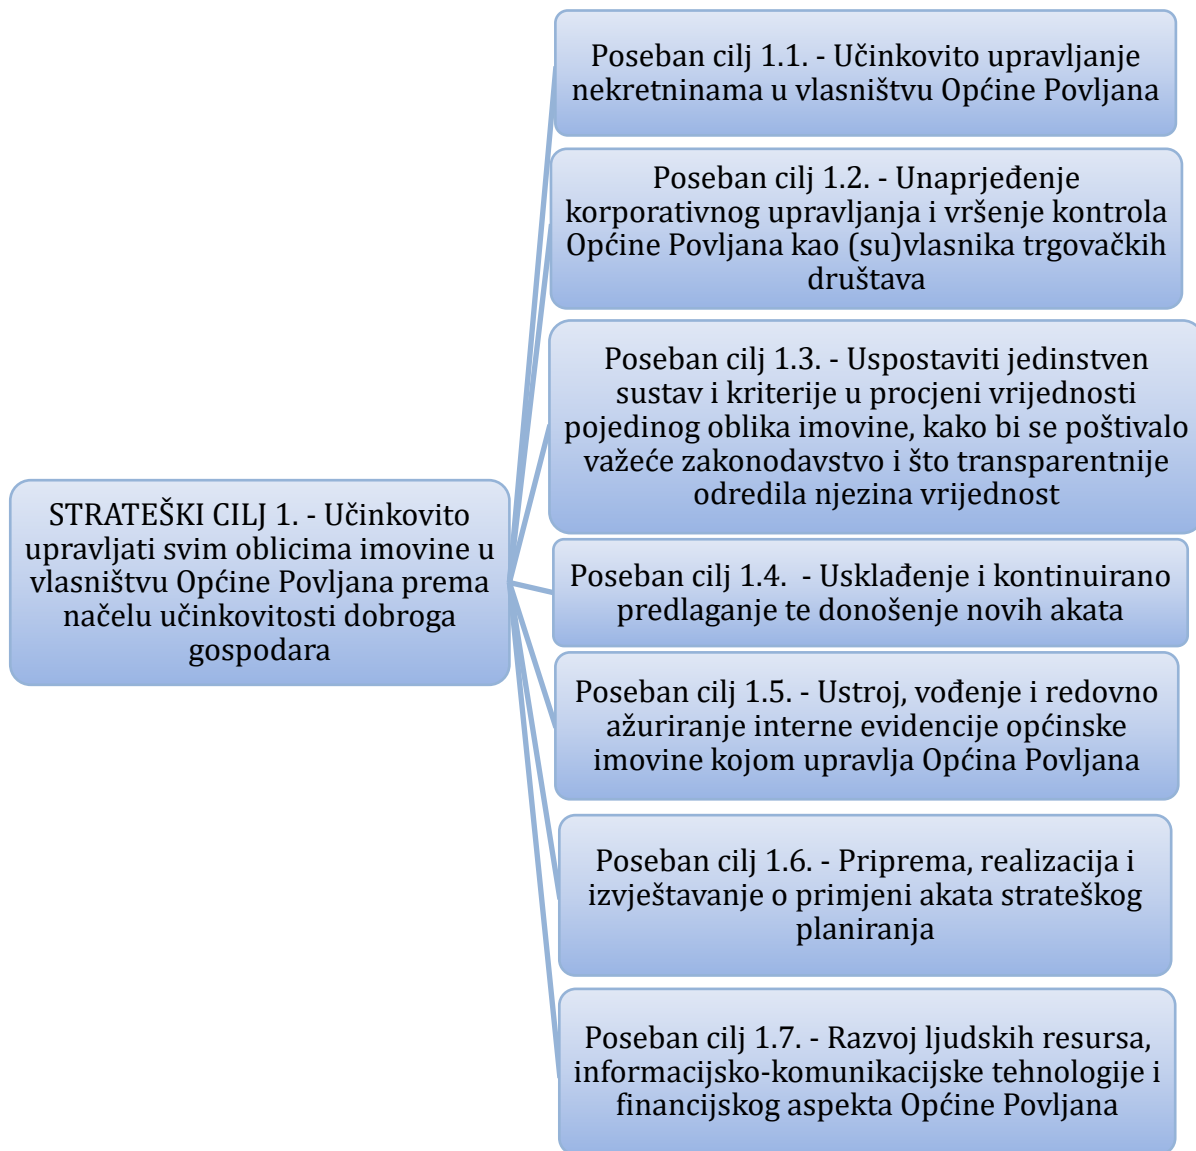 Poseban cilj 1.1. - Učinkovito upravljanje
nekretninama u vlasništvu Općine Povljana
Poseban cilj 1.2. - Unaprjeđenje
korporativnog upravljanja i vršenje kontrola
Općine Povljana kao (su)vlasnika trgovačkih
društava
Poseban cilj 1.3. - Uspostaviti jedinstven
sustav i kriterije u procjeni vrijednosti
pojedinog oblika imovine, kako bi se poštivalo
važeće zakonodavstvo i što transparentnije
odredila njezina vrijednost
STRATEŠKI CILJ 1. - Učinkovito
upravljati svim oblicima imovine u
vlasništvu Općine Povljana prema
načelu učinkovitosti dobroga
gospodara
Poseban cilj 1.4.  - Usklađenje i kontinuirano
predlaganje te donošenje novih akata
Poseban cilj 1.5. - Ustroj, vođenje i redovno
ažuriranje interne evidencije općinske
imovine kojom upravlja Općina Povljana
Poseban cilj 1.6. - Priprema, realizacija i
izvještavanje o primjeni akata strateškog
planiranja
Poseban cilj 1.7. - Razvoj ljudskih resursa,
informacijsko-komunikacijske tehnologije i
financijskog aspekta Općine Povljana